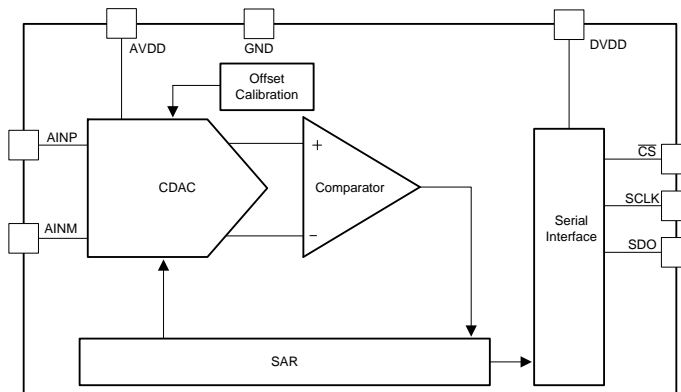 AVDD
GND
DVDD
Offset
Calibration
AINP
+
CS
CDAC
Comparator
SCLK
Serial
Interface
AINM
−
SDO
SAR